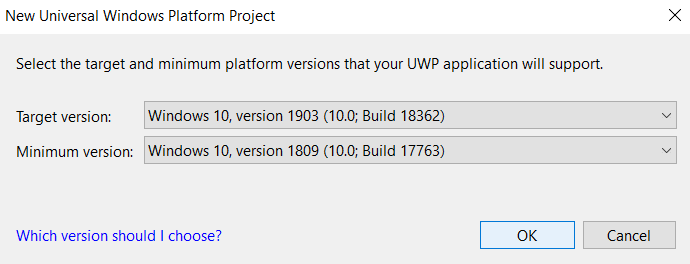 New Universal Windows Platform Project
Select the target and minimum platform versions that your UWP application will support.
Target version: Windows 10, version 1903 (10.0; Build 18362)
Minimum version: Windows 10, version 1809 (10.0; Build 17763)
Which version should I choose? OK Cancel